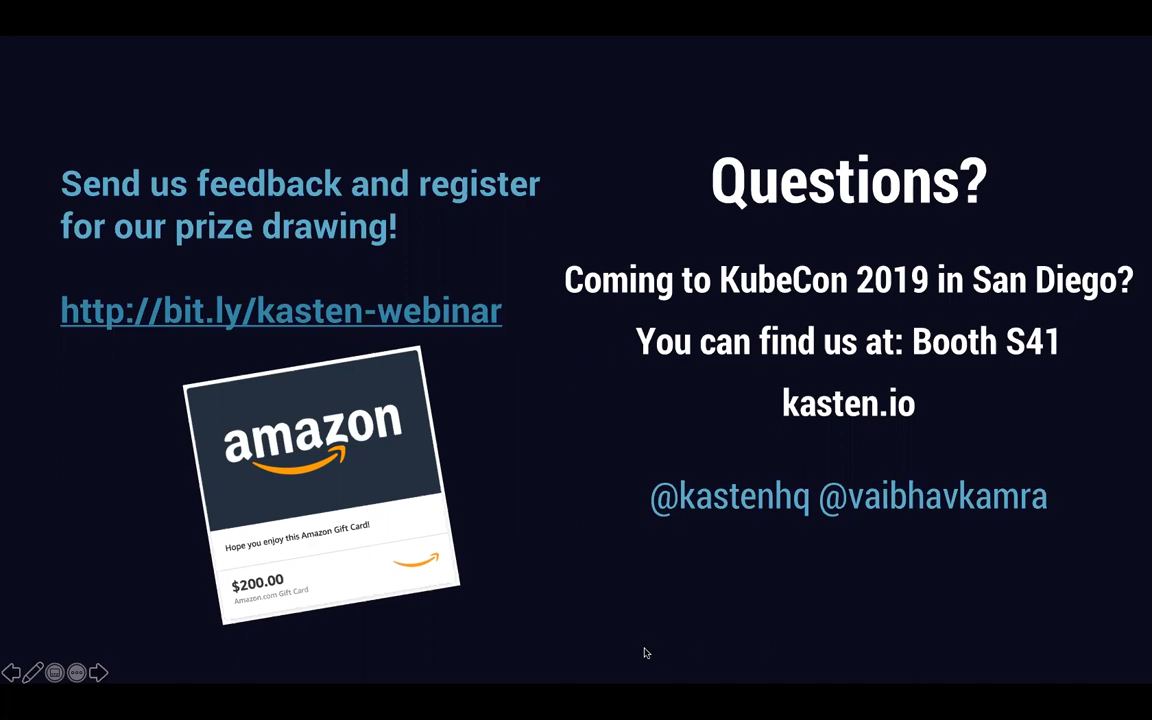 Send us feedback and register
for our prize drawing!
http://bit.ly/kasten-webinar
amazon
Hope you enjoy this Amazon Gift Card!
$200.00
Amazon.com Gift Card
Questions?
Coming to KubeCon 2019 in San Diego?
You can find us at: Booth S41
kasten.io
@kastenhq @vaibhavkamra